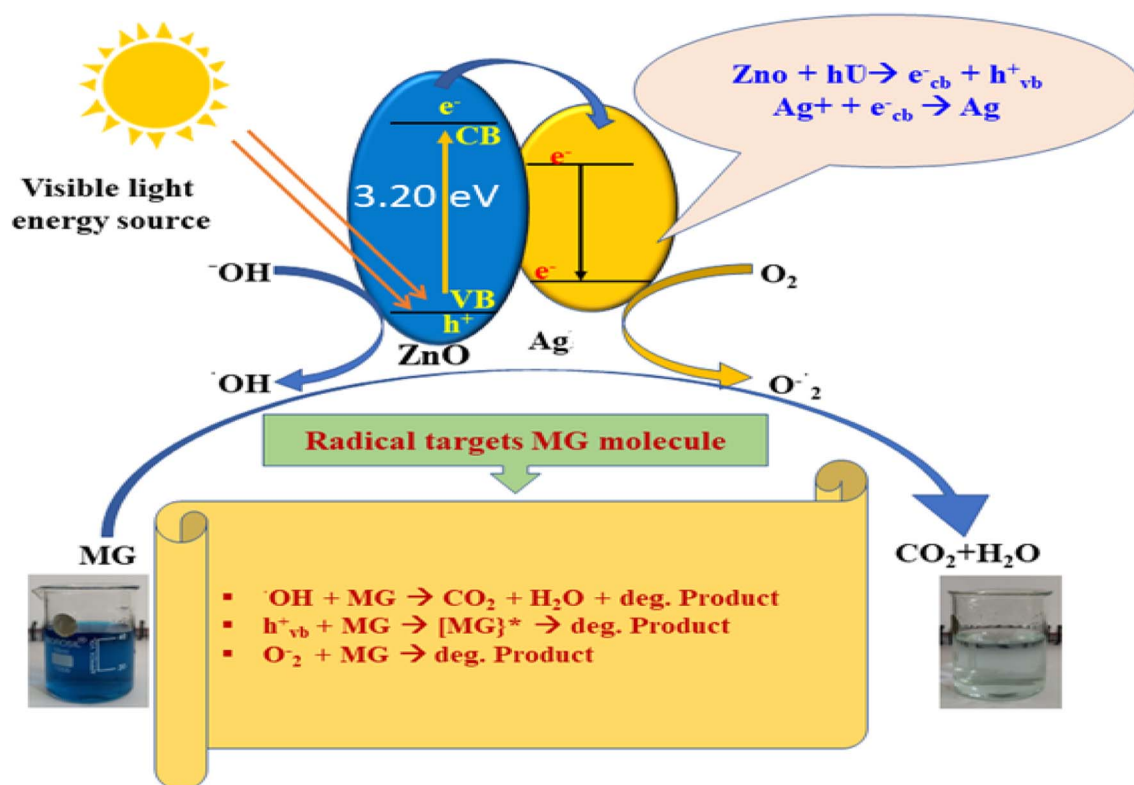 Zno + hʊ→ e⁻cb + h⁺vb
Ag+ + e⁻cb → Ag
e⁻
CB
e⁻
3.20 eV
Visible light
energy source
⁻OH
e⁻
VB
h⁺
O₂
ZnO
Ag
·OH
O⁻·₂
Radical targets MG molecule
MG
CO₂+H₂O
▪ ·OH + MG → CO₂ + H₂O + deg. Product
▪ h⁺vb + MG → [MG}* → deg. Product
▪ O⁻₂ + MG → deg. Product